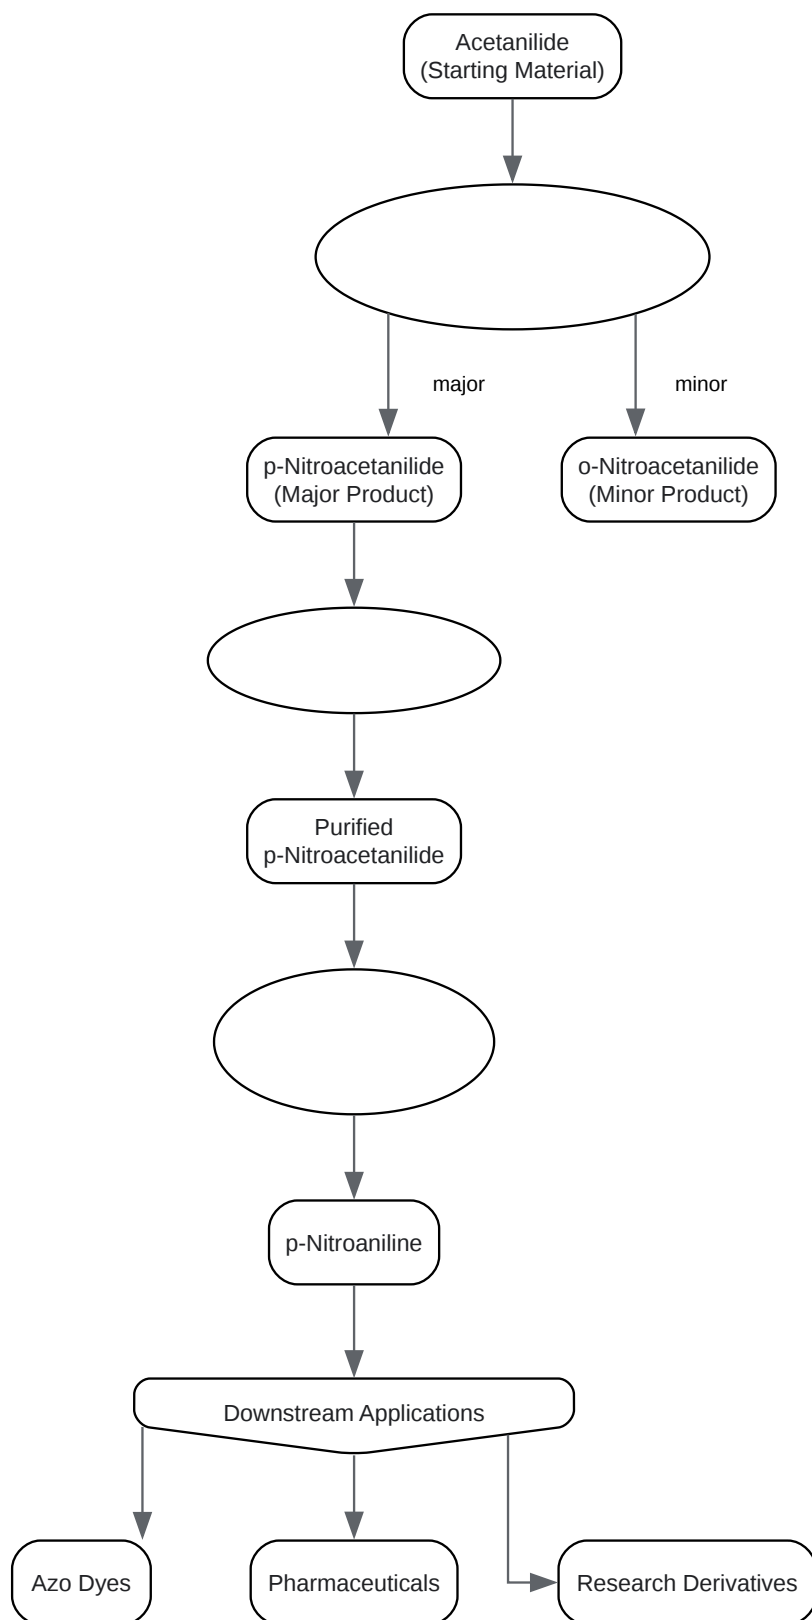 Acetanilide
(Starting Material)
major
minor
p-Nitroacetanilide
(Major Product)
o-Nitroacetanilide
(Minor Product)
Purified
p-Nitroacetanilide
p-Nitroaniline
Downstream Applications
Azo Dyes
Pharmaceuticals
Research Derivatives